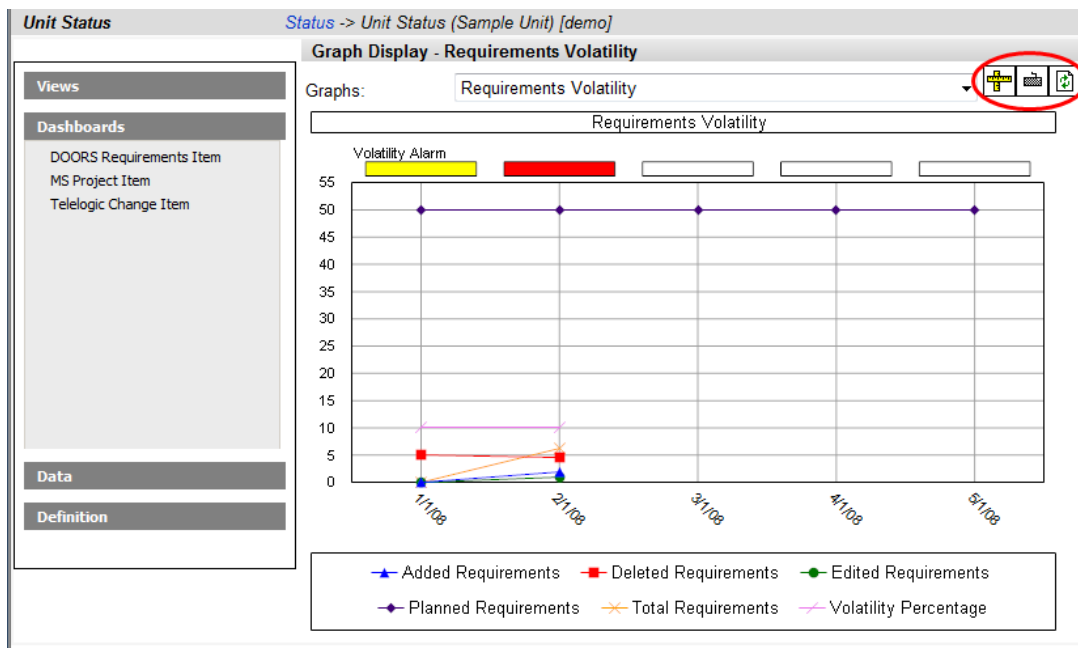 Unit Status
Status -> Unit Status (Sample Unit) [demo]
Graph Display - Requirements Volatility
Views
Dashboards
DOORS Requirements Item
MS Project Item
Telelogic Change Item
Data
Definition
Graphs:
Requirements Volatility
Requirements Volatility
Volatility Alarm
55
50
45
40
35
30
25
20
15
10
5
0
1/1/08
2/1/08
3/1/08
4/1/08
5/1/08
Added Requirements
Deleted Requirements
Edited Requirements
Planned Requirements
Total Requirements
Volatility Percentage